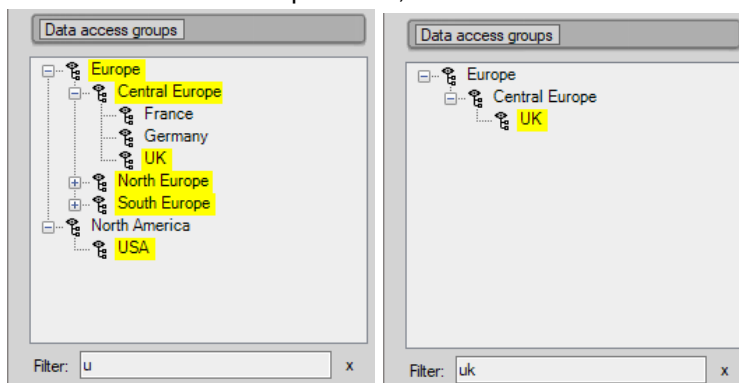 Data access groups
Europe
Central Europe
France
Germany
UK
North Europe
South Europe
North America
USA
Filter: u x
Data access groups
Europe
Central Europe
UK
Filter: uk x